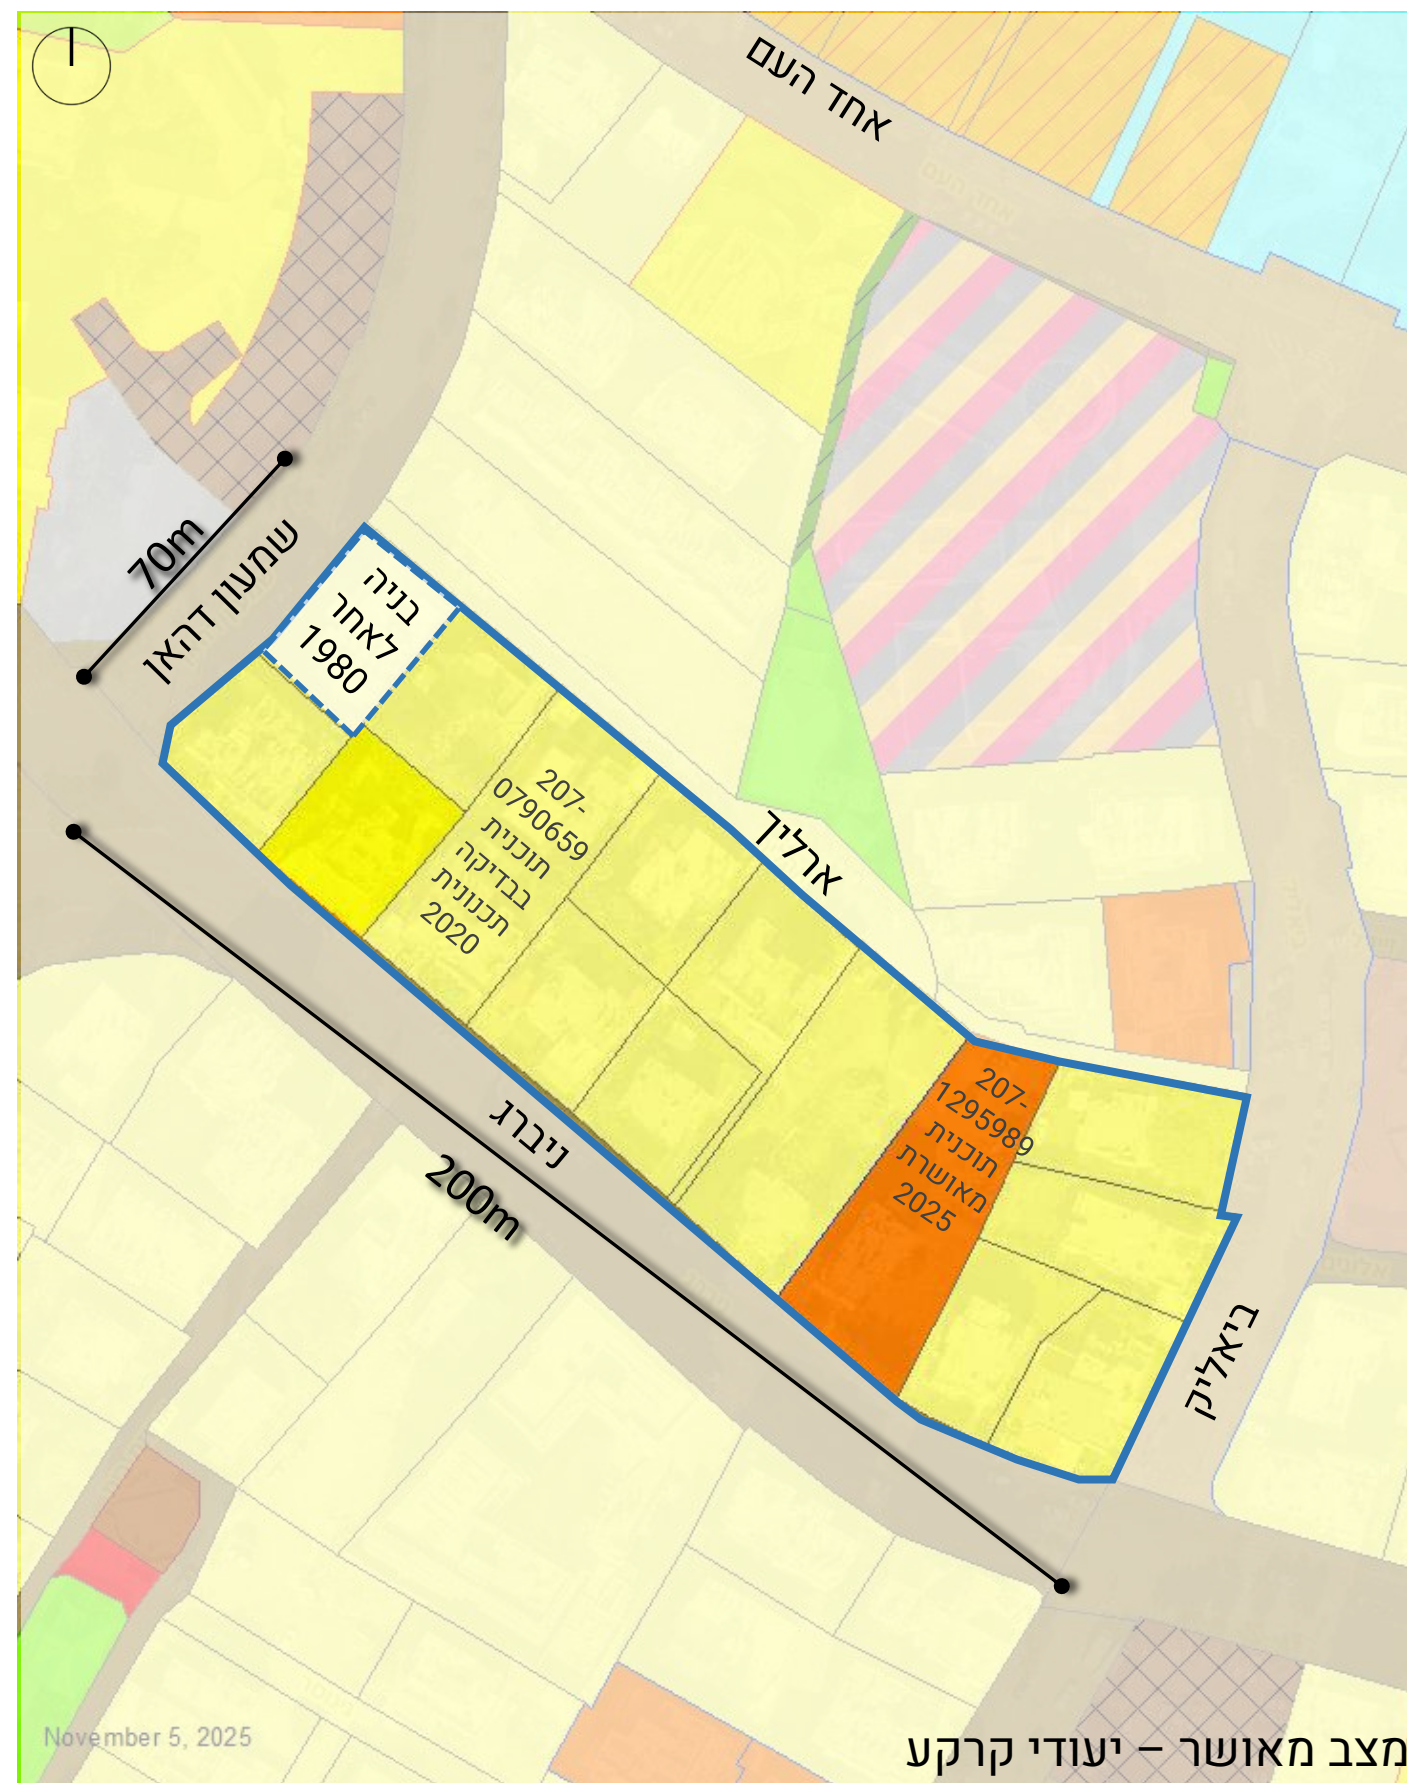 אחד העם
שמעון דהאן
70m
בניה
לאחר
1980
207-
0790659
תוכנית
בבדיקה
תכנונית
2020
ארליך
207-
1295989
תוכנית
מאושרת
2025
ניברג
200m
ביאליק
November 5, 2025
מצב מאושר – יעודי קרקע